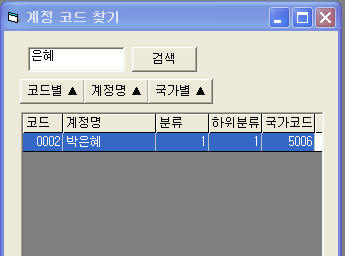 계정 코드 찾기
은혜 검색
코드별 ▲ 계정명 ▲ 국가별 ▲
코드 계정명 분류 하위분류 국가코드
0002 박은혜 1 1 5006